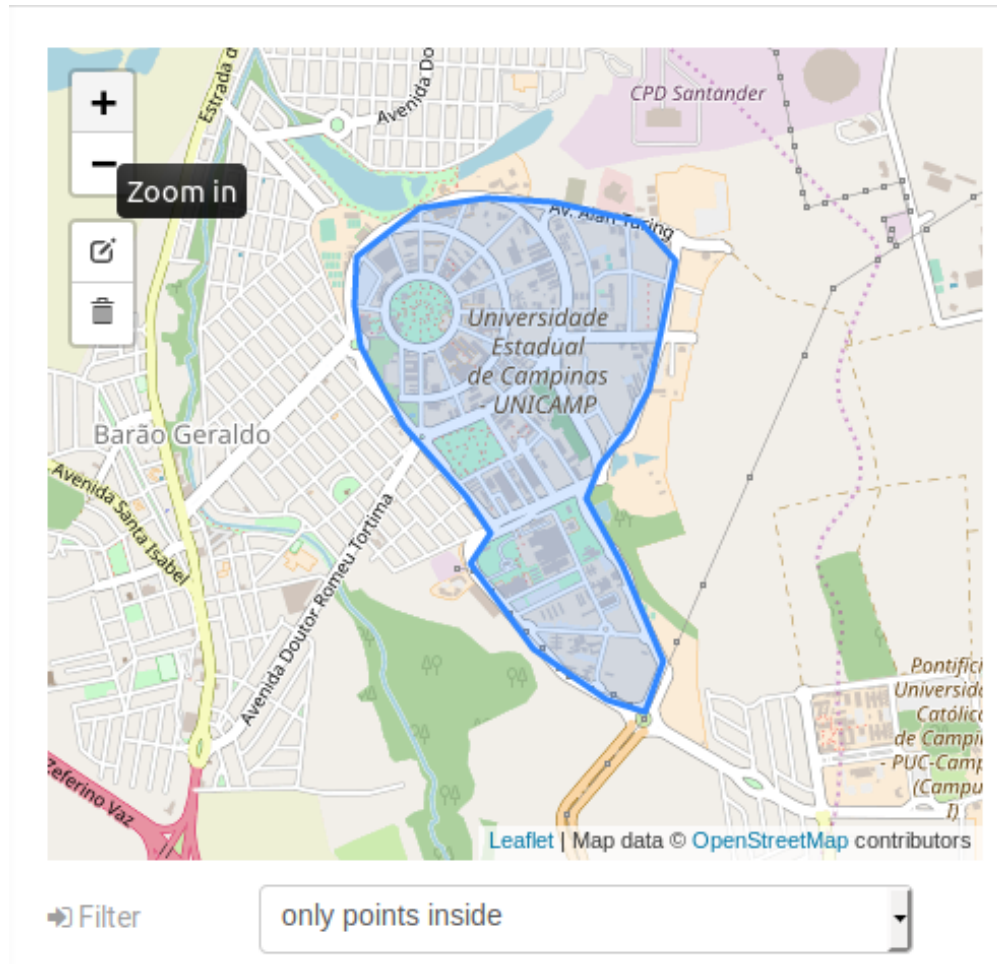 +
−
Zoom in
Estrada d
Avenida Do
CPD Santander
Av. Alan Turing
Universidade
Estadual
de Campinas
UNICAMP
Barão Geraldo
Avenida Santa Isabel
Avenida Doutor Romeu Tortima
Zeferino Vaz
Pontifíci
Universida
Católica
de Campi
- PUC-Camp
(Campu
I)
Leaflet | Map data © OpenStreetMap contributors
Filter
only points inside